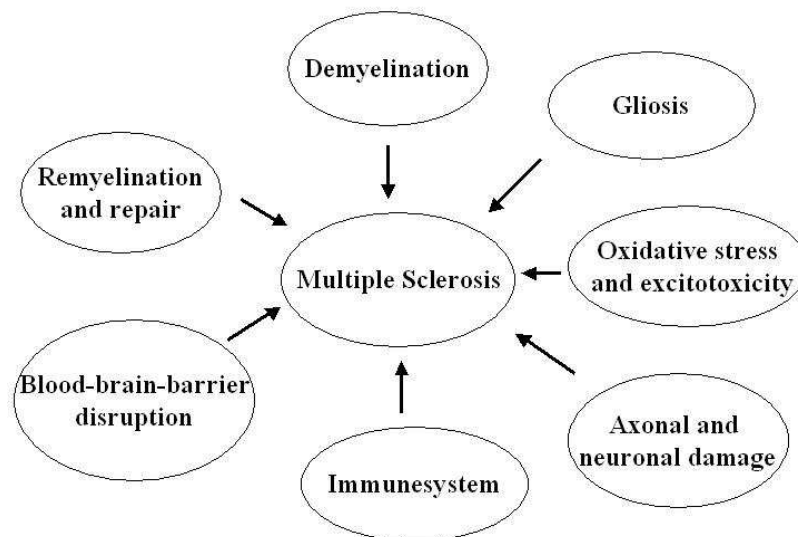 Demyelination
Gliosis
Remyelination
and repair
Oxidative stress
and excitotoxicity
Multiple Sclerosis
Blood-brain-barrier
disruption
Axonal and
neuronal damage
Immunesystem